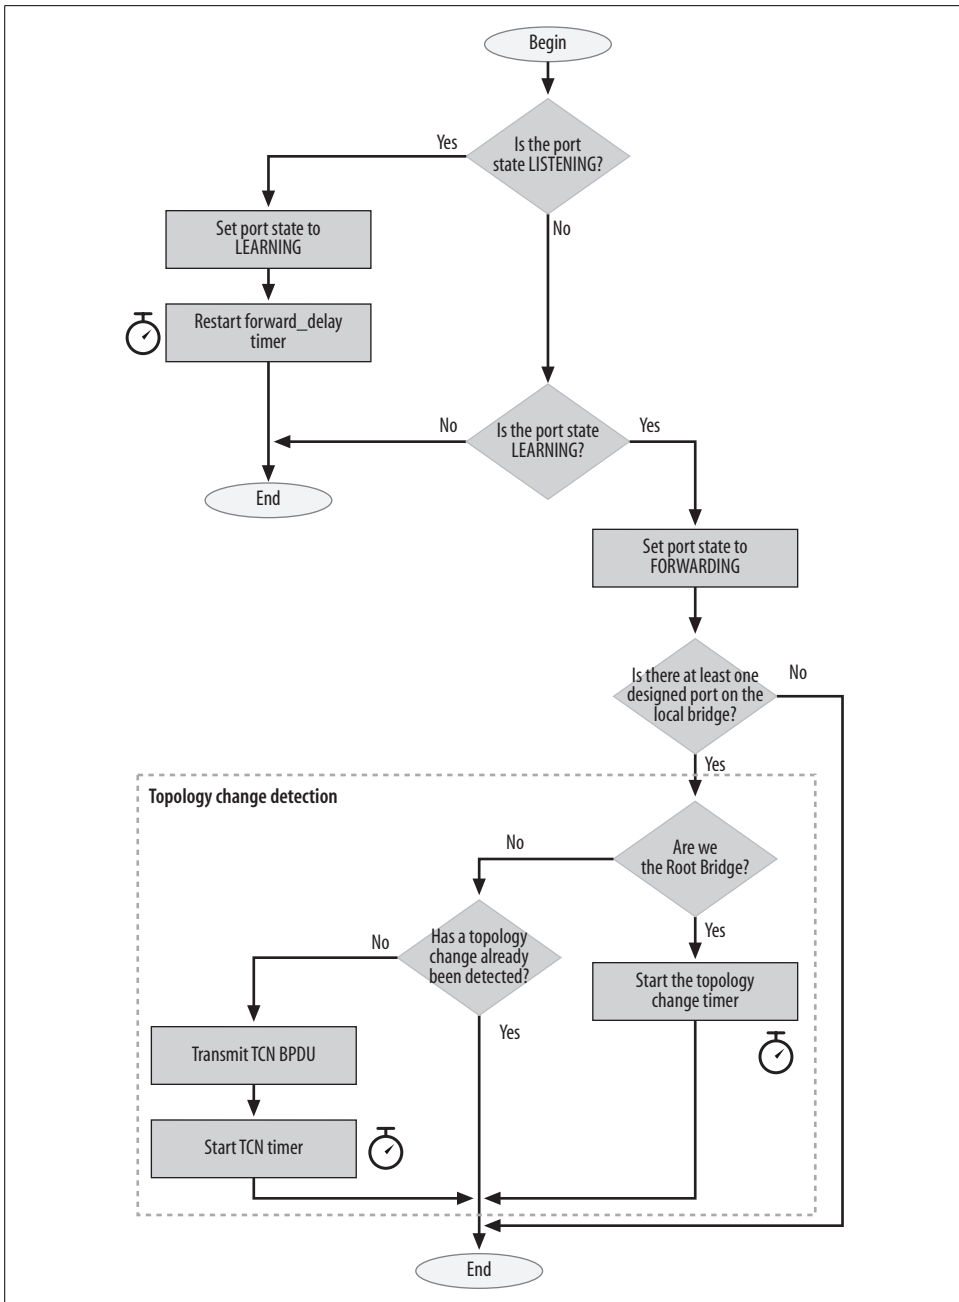 Begin
Is the port
state LISTENING?
Yes
No
Set port state to
LEARNING
Restart forward_delay
timer
Is the port state
LEARNING?
No
Yes
End
Set port state to
FORWARDING
Is there at least one
designed port on the
local bridge?
No
Yes
Topology change detection
Are we
the Root Bridge?
No
Yes
Has a topology
change already
been detected?
No
Yes
Start the topology
change timer
Transmit TCN BPDU
Start TCN timer
End